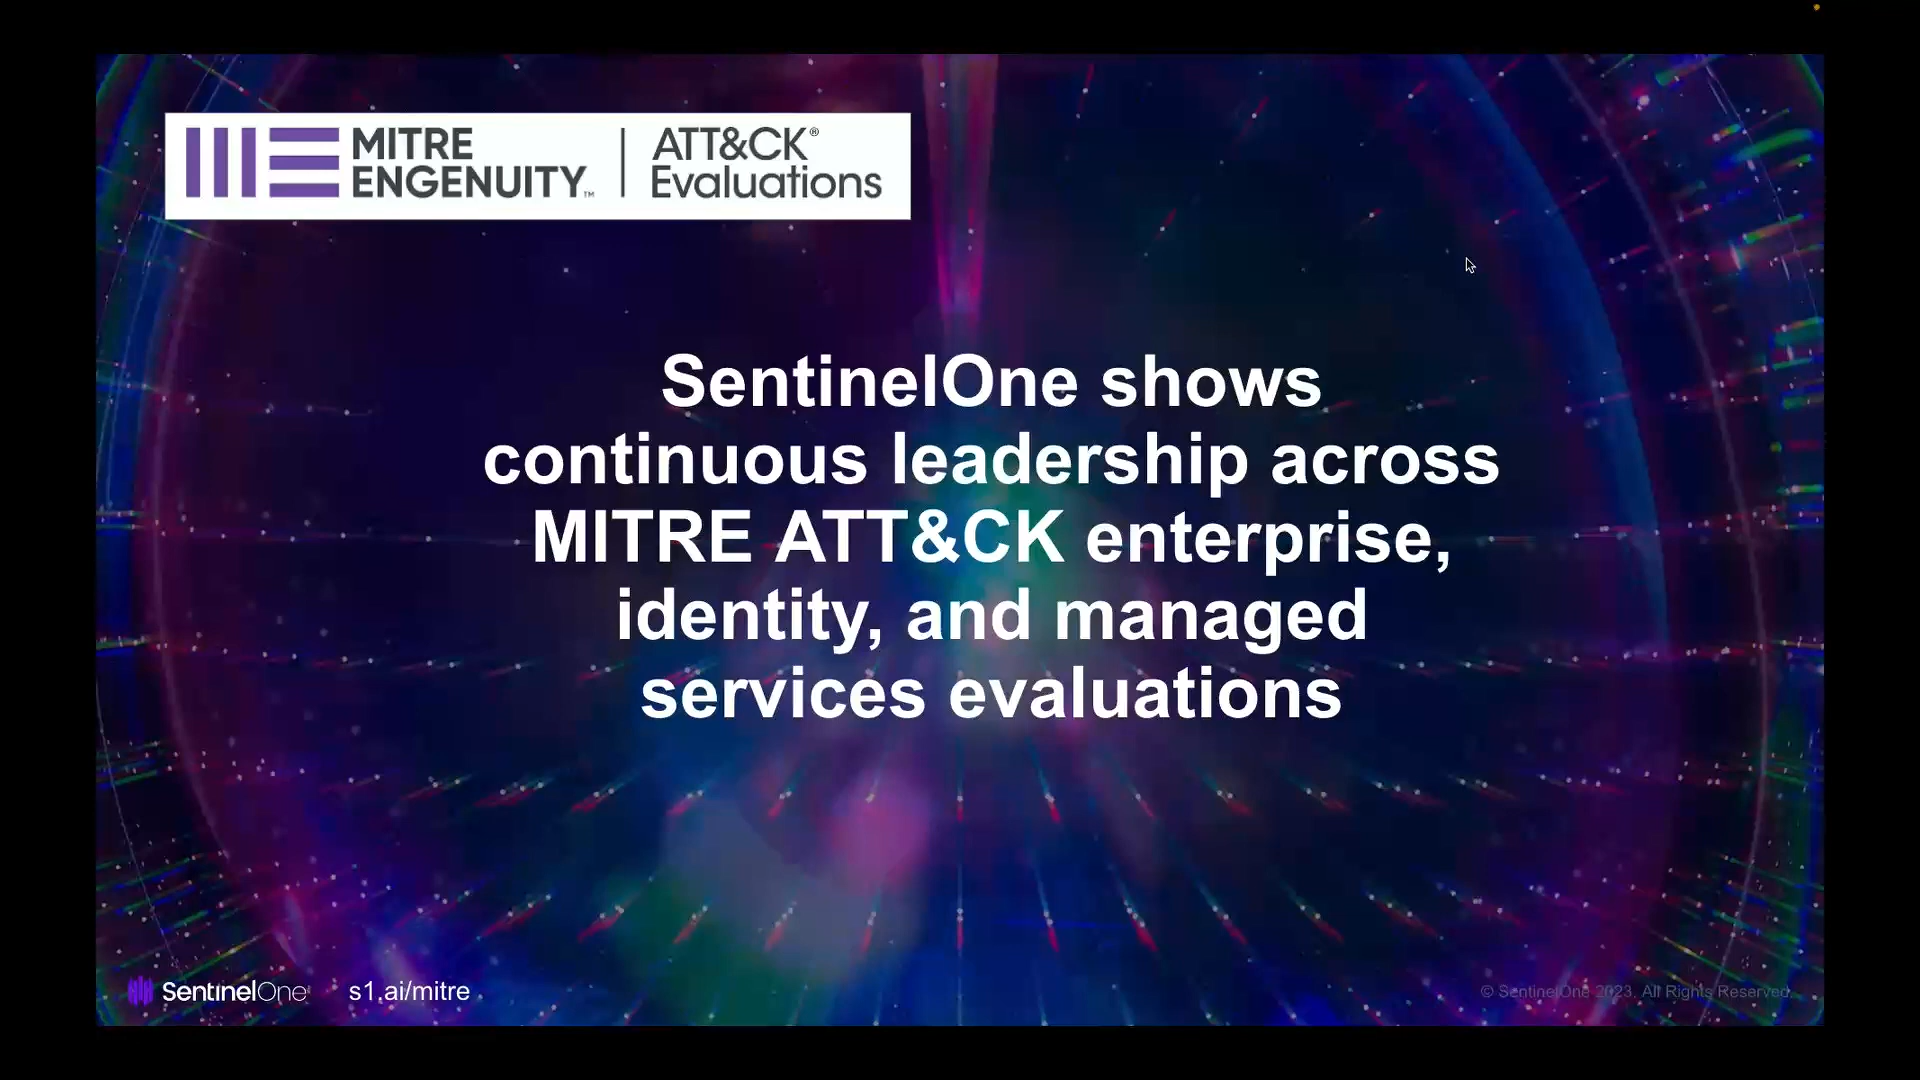 MITRE
ENGENUITY™
ATT&CK®
Evaluations
SentinelOne shows
continuous leadership across
MITRE ATT&CK enterprise,
identity, and managed
services evaluations
SentinelOne®
s1.ai/mitre
© SentinelOne 2023. All Rights Reserved.